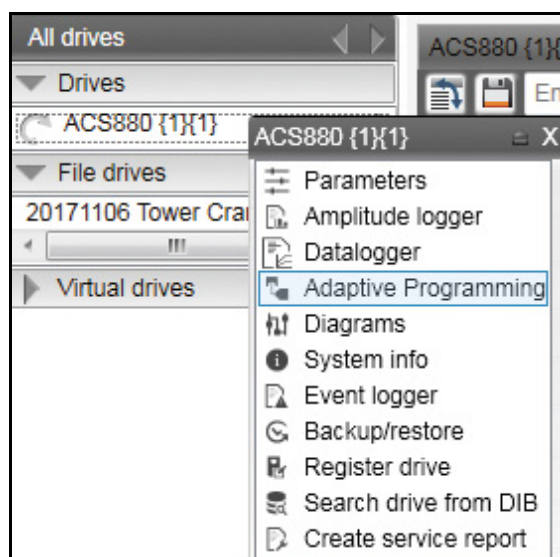 All drives
ACS880 {1}{
Drives
En
ACS880 {1}{1}
ACS880 {1}{1}
X
File drives
20171106 Tower Cra
Virtual drives
Parameters
Amplitude logger
Datalogger
Adaptive Programming
Diagrams
System info
Event logger
Backup/restore
Register drive
Search drive from DIB
Create service report